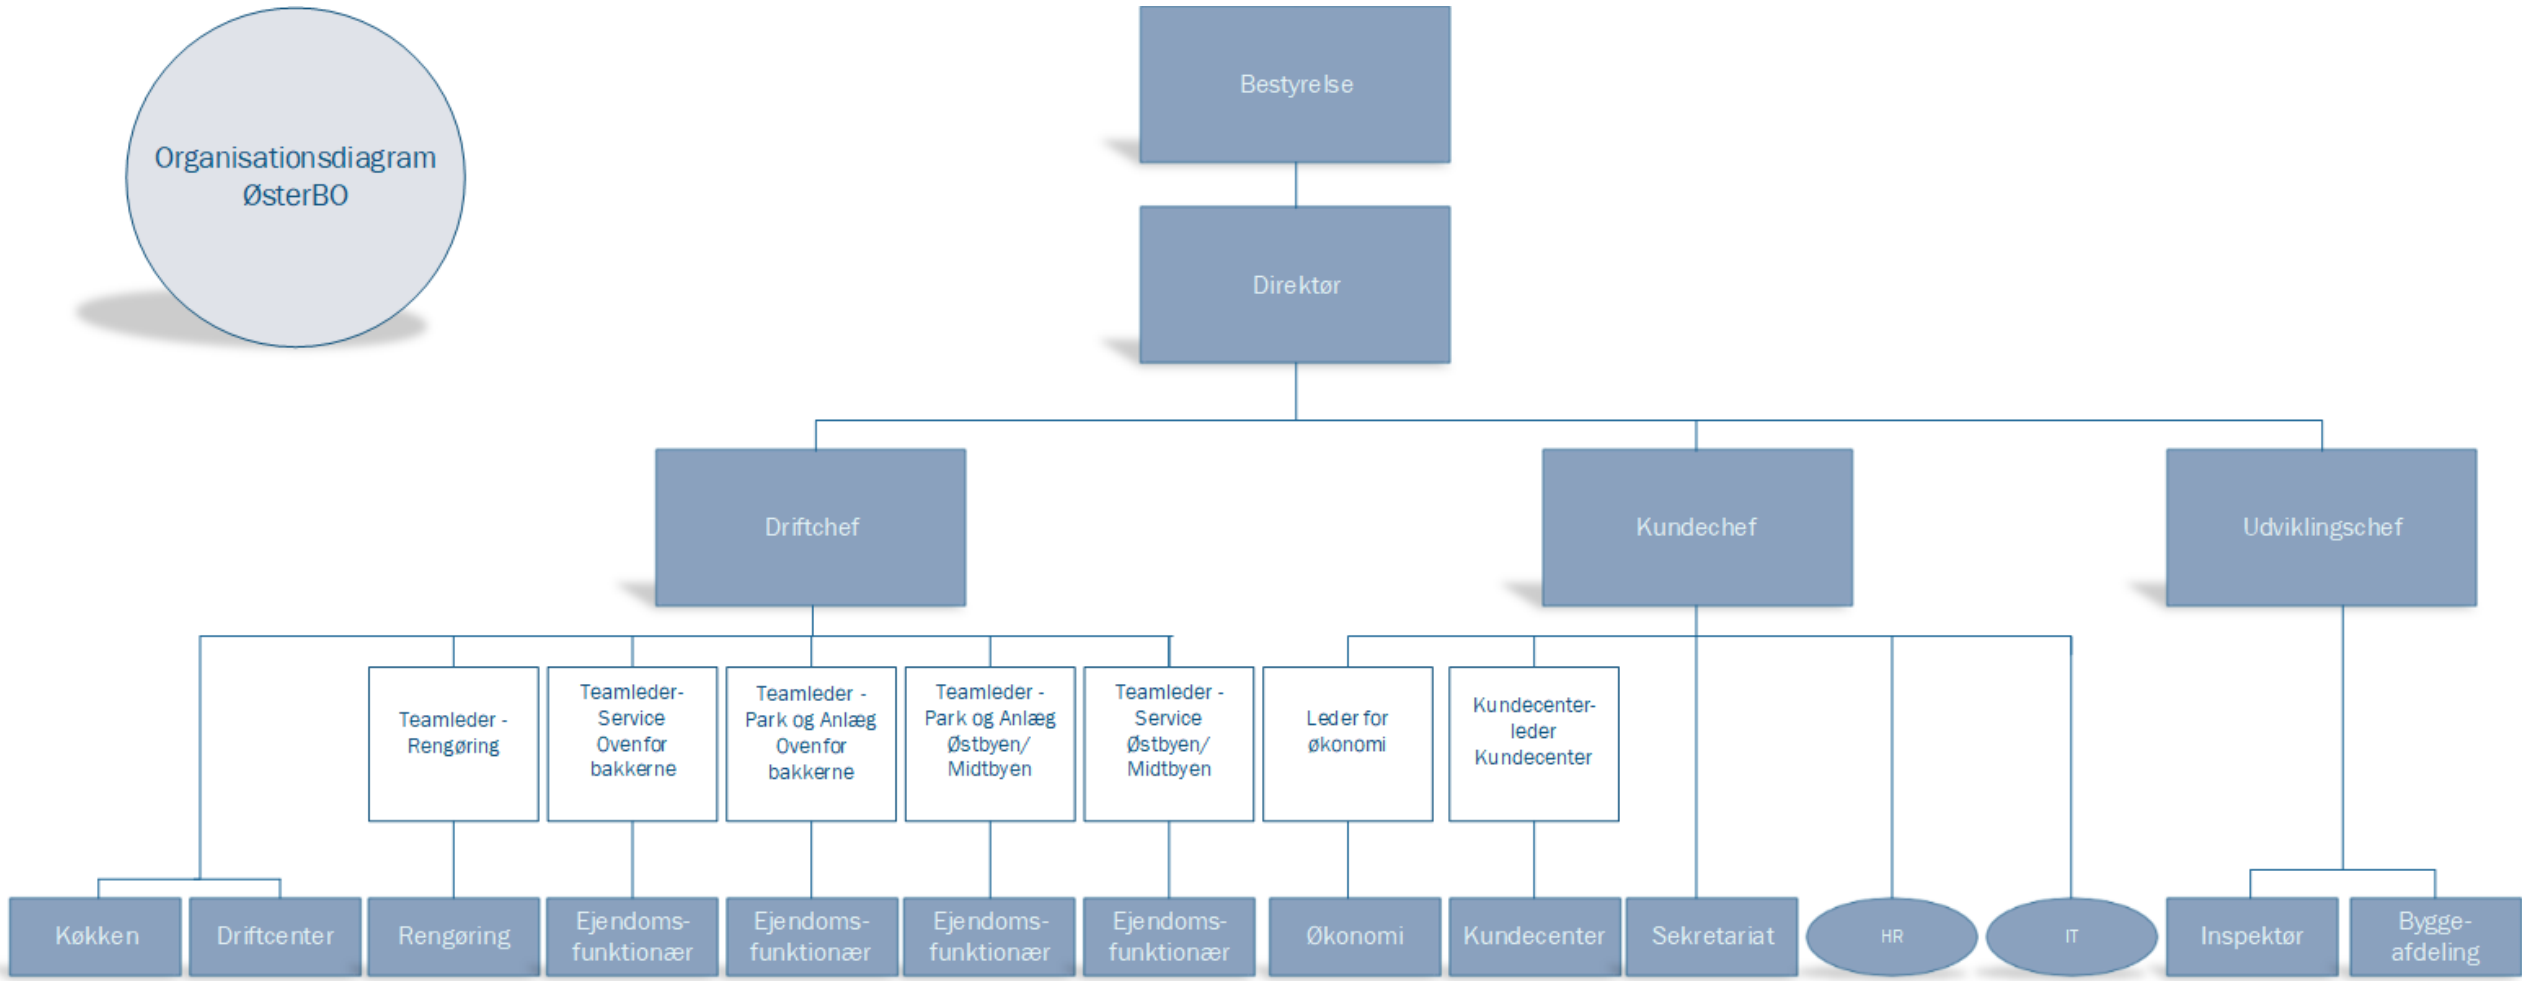 Organisationsdiagram
ØsterBO
Bestyrelse
Direktør
Driftchef
Kundechef
Udviklingschef
Teamleder -
Rengøring
Teamleder-
Service
Ovenfor
bakkerne
Teamleder -
Park og Anlæg
Ovenfor
bakkerne
Teamleder -
Park og Anlæg
Østbyen/
Midtbyen
Teamleder -
Service
Østbyen/
Midtbyen
Leder for
økonomi
Kundecenter-
leder
Kundecenter
Køkken
Driftcenter
Rengøring
Ejendoms-
funktionær
Ejendoms-
funktionær
Ejendoms-
funktionær
Ejendoms-
funktionær
Økonomi
Kundecenter
Sekretariat
HR
IT
Inspektør
Bygge-
afdeling